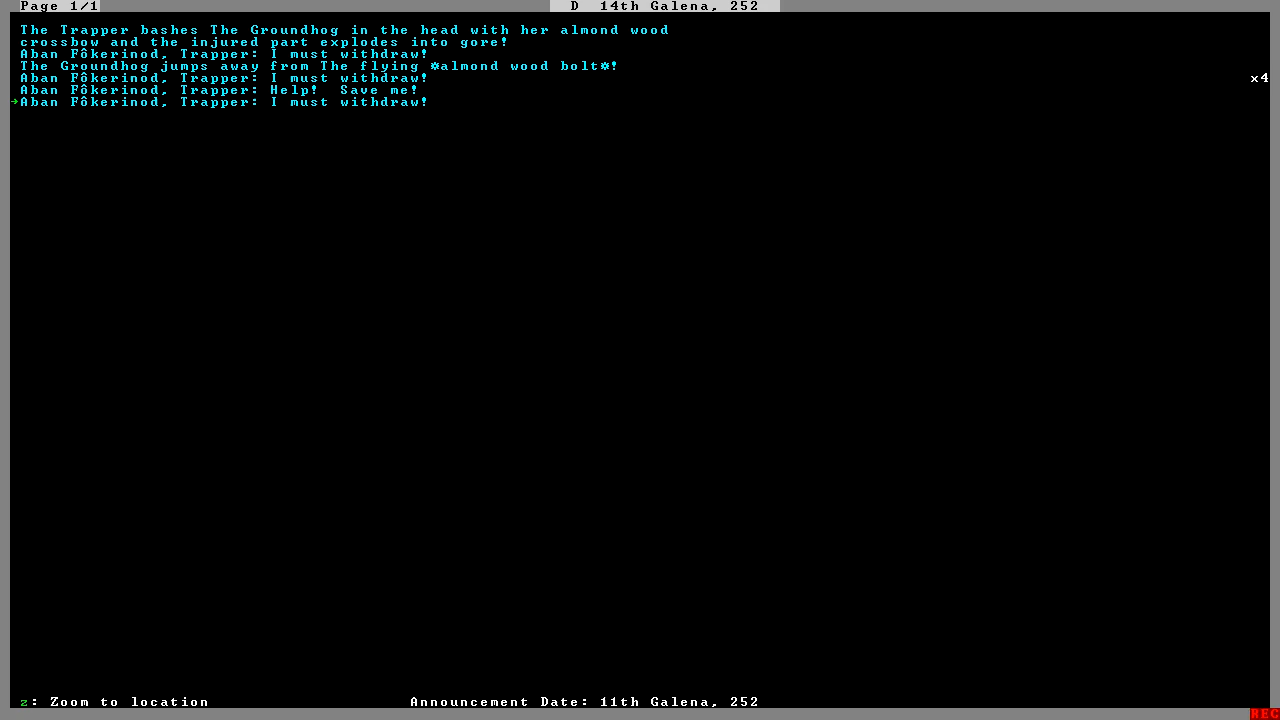 Page 1/1 D 14th Galena, 252
The Trapper bashes The Groundhog in the head with her almond wood
crossbow and the injured part explodes into gore!
Aban Fôkerinod, Trapper: I must withdraw!
The Groundhog jumps away from The flying ☼almond wood bolt☼!
Aban Fôkerinod, Trapper: I must withdraw! x4
Aban Fôkerinod, Trapper: Help! Save me!
→Aban Fôkerinod, Trapper: I must withdraw!
z: Zoom to location Announcement Date: 11th Galena, 252
REC